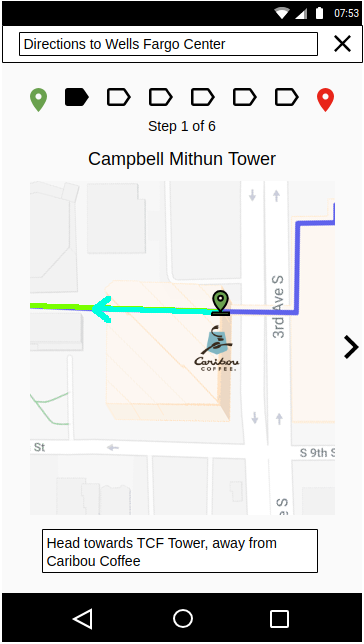 07:53
Directions to Wells Fargo Center
Step 1 of 6
Campbell Mithun Tower
3rd Ave S
Caribou
COFFEE.
St
S 9th S
e S
Head towards TCF Tower, away from
Caribou Coffee